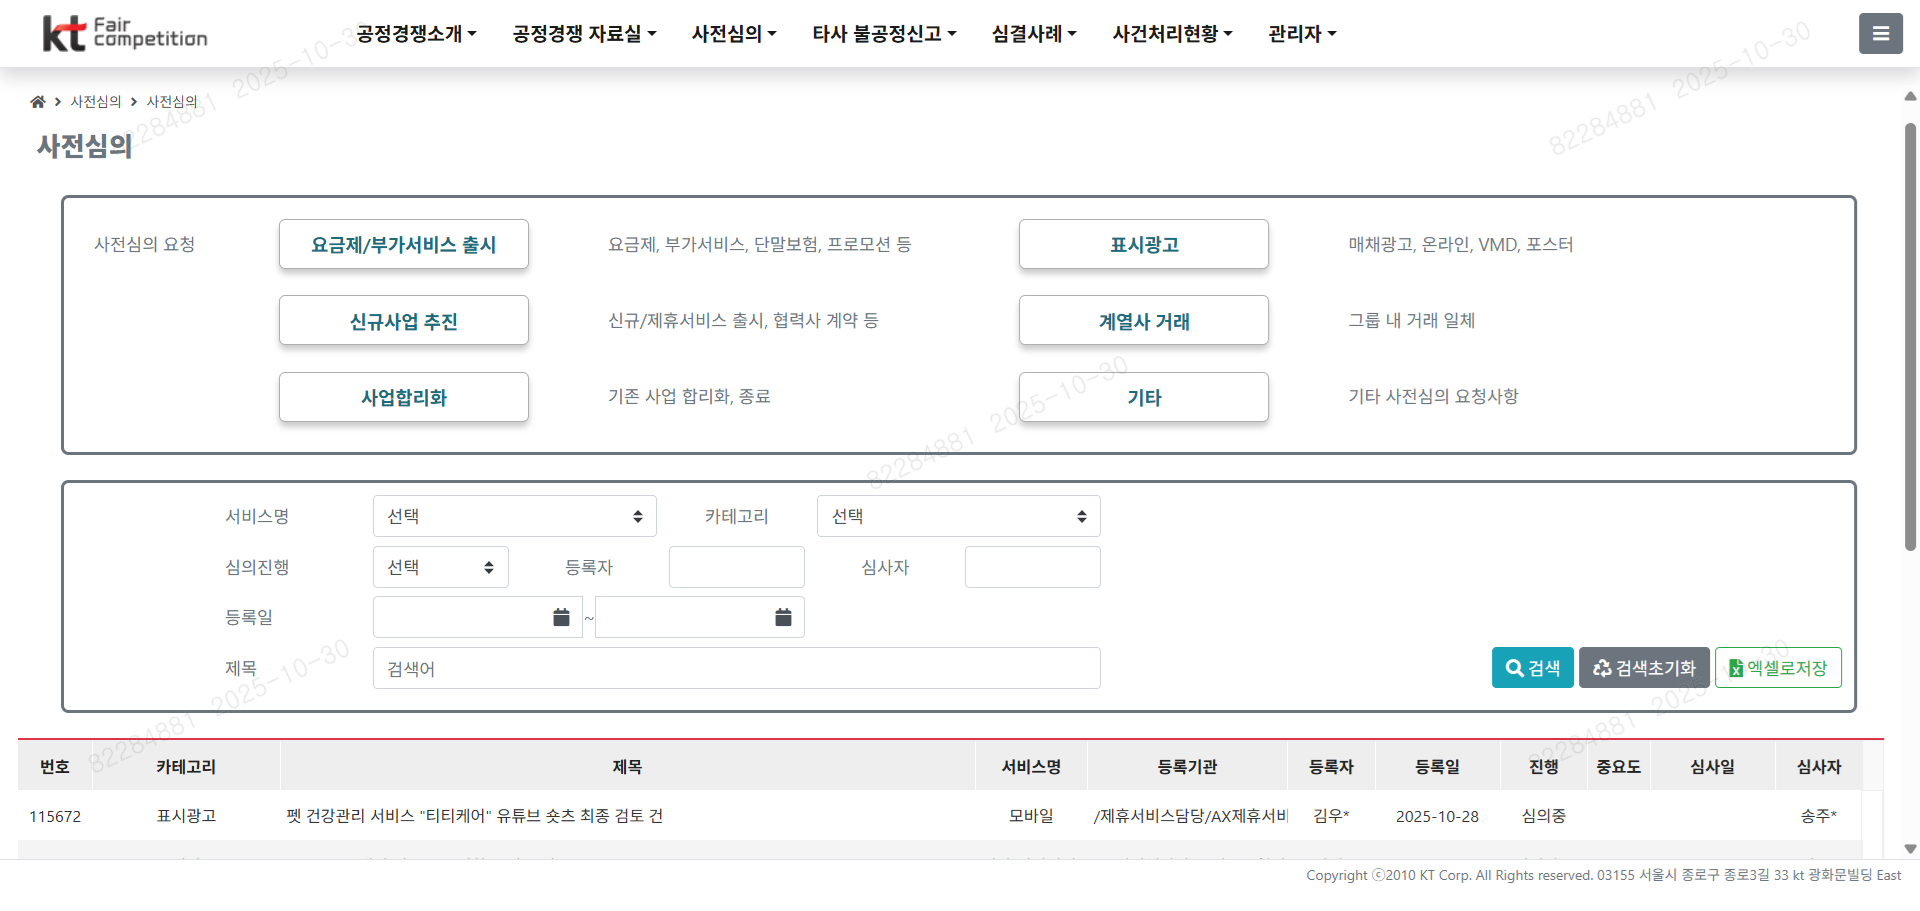 kt Fair Competition
공정경쟁소개 공정경쟁 자료실 사전심의 타사 불공정신고 심결사례 사건처리현황 관리자
사전심의 사전심의
사전심의
사전심의 요청 요금제/부가서비스 출시 요금제, 부가서비스, 단말보험, 프로모션 등 표시광고 매채광고, 온라인, VMD, 포스터
신규사업 추진 신규/제휴서비스 출시, 협력사 계약 등 계열사 거래 그룹 내 거래 일체
사업합리화 기존 사업 합리화, 종료 기타 기타 사전심의 요청사항
서비스명 선택 카테고리 선택
심의진행 선택 등록자 심사자
등록일 ~
제목 검색어 검색 검색초기화 엑셀로저장
번호 카테고리 제목 서비스명 등록기관 등록자 등록일 진행 중요도 심사일 심사자
115672 표시광고 펫 건강관리 서비스 "티티케어" 유튜브 숏츠 최종 검토 건 모바일 /제휴서비스담당/AX제휴서비 김우* 2025-10-28 심의중 송주*
Copyright ⓒ2010 KT Corp. All Rights reserved. 03155 서울시 종로구 종로3길 33 kt 광화문빌딩 East
82284881 2025-10-30
82284881 2025-10-30
82284881 2025-10-30
82284881 2025-10-30
82284881 2025-10-30